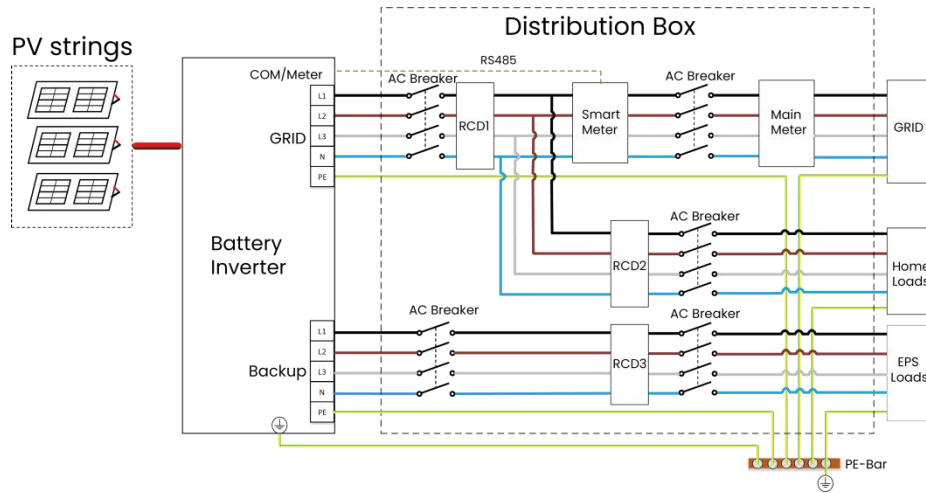 Distribution Box
PV strings
RS485
COM/Meter
AC Breaker
AC Breaker
L1
L2
GRID
L3
N
PE
RCD1
Smart
Meter
Main
Meter
GRID
Battery
Inverter
AC Breaker
RCD2
Home
Loads
AC Breaker
AC Breaker
L1
L2
Backup
L3
N
PE
RCD3
EPS
Loads
PE-Bar